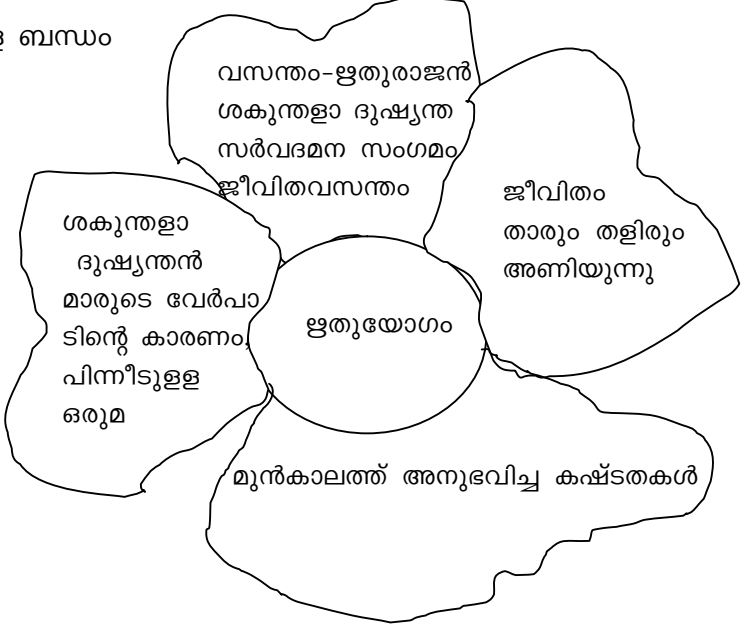 ബന്ധം
വസന്തം-ഋതുരാജൻ
ശകുന്തളാ ദുഷ്യന്ത
സർവദമന സംഗമം
ജീവിതവസന്തം
ജീവിതം
താരും തളിരും
അണിയുന്നു
ശകുന്തളാ
ദുഷ്യന്തൻ
മാരുടെ വേർപാ
ടിന്റെ കാരണം,
പിന്നീടുളള
ഒരുമ
ഋതുയോഗം
മുൻകാലത്ത് അനുഭവിച്ച കഷ്ടതകൾ